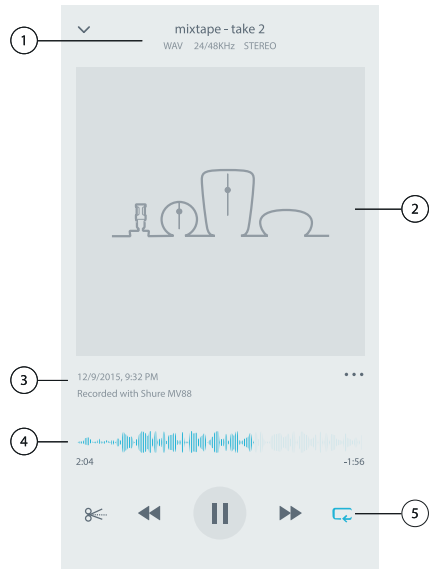 mixtape - take 2
1
WAV 24/48KHz STEREO
2
3
12/9/2015, 9:32 PM
Recorded with Shure MV88
4
2:04 -1:56
5